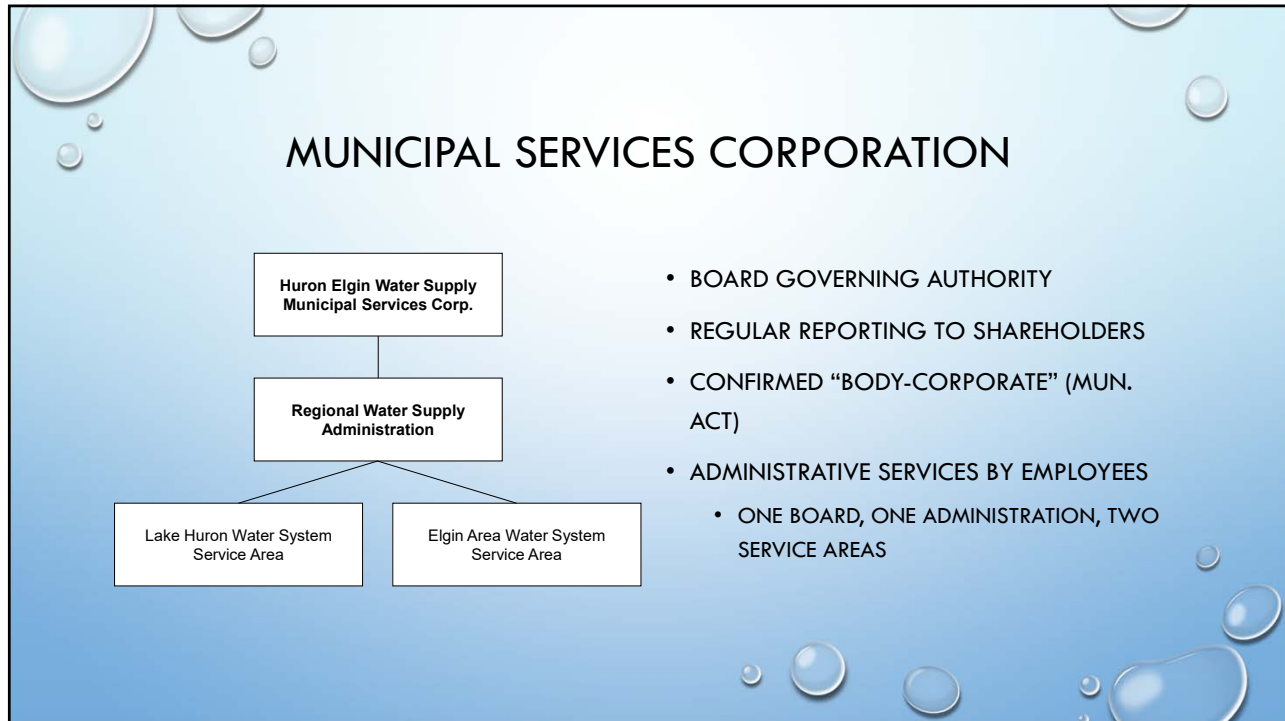 MUNICIPAL SERVICES CORPORATION
Huron Elgin Water Supply
Municipal Services Corp.
Regional Water Supply
Administration
Lake Huron Water System
Service Area
Elgin Area Water System
Service Area
• BOARD GOVERNING AUTHORITY
• REGULAR REPORTING TO SHAREHOLDERS
• CONFIRMED “BODY-CORPORATE” (MUN.
ACT)
• ADMINISTRATIVE SERVICES BY EMPLOYEES
• ONE BOARD, ONE ADMINISTRATION, TWO
SERVICE AREAS